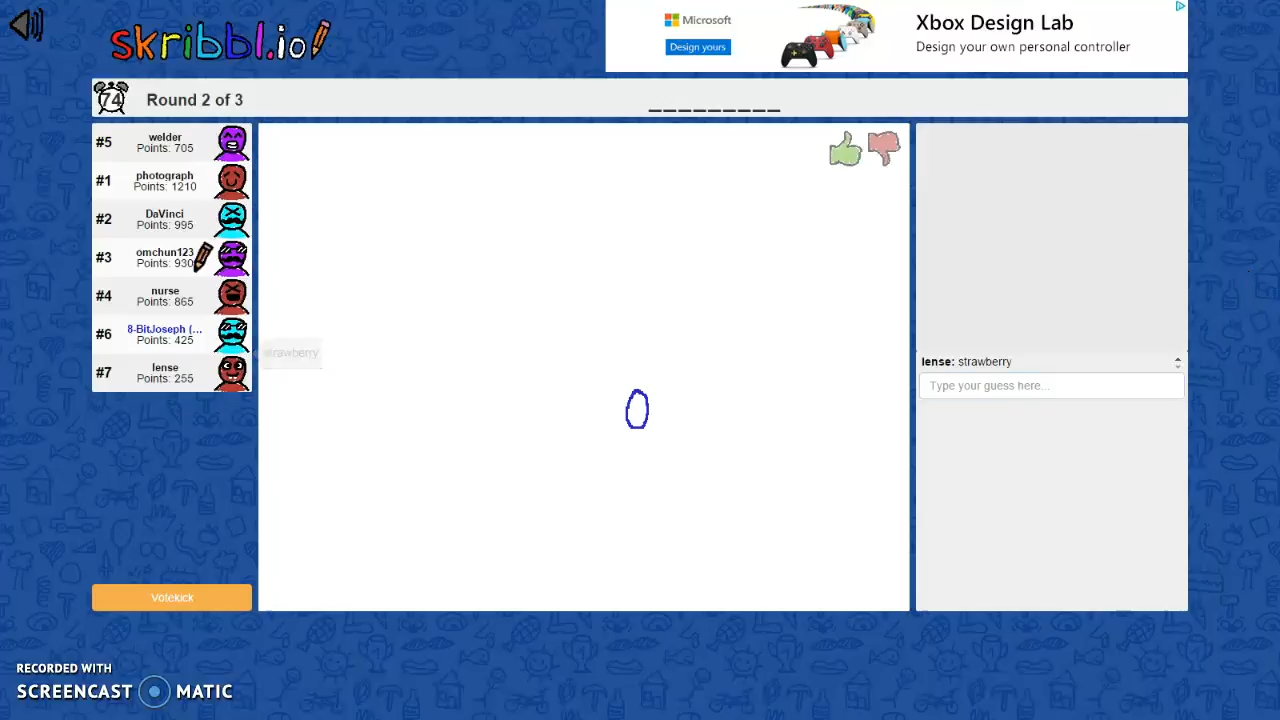 skribbl.io
Microsoft
Design yours
Xbox Design Lab
Design your own personal controller
74
Round 2 of 3
_________
#5
welder
Points: 705
#1
photograph
Points: 1210
#2
DaVinci
Points: 995
#3
omchun123
Points: 930
#4
nurse
Points: 865
#6
8-BitJoseph (...
Points: 425
#7
lense
Points: 255
strawberry
lense: strawberry
Type your guess here...
Votekick
RECORDED WITH
SCREENCAST MATIC